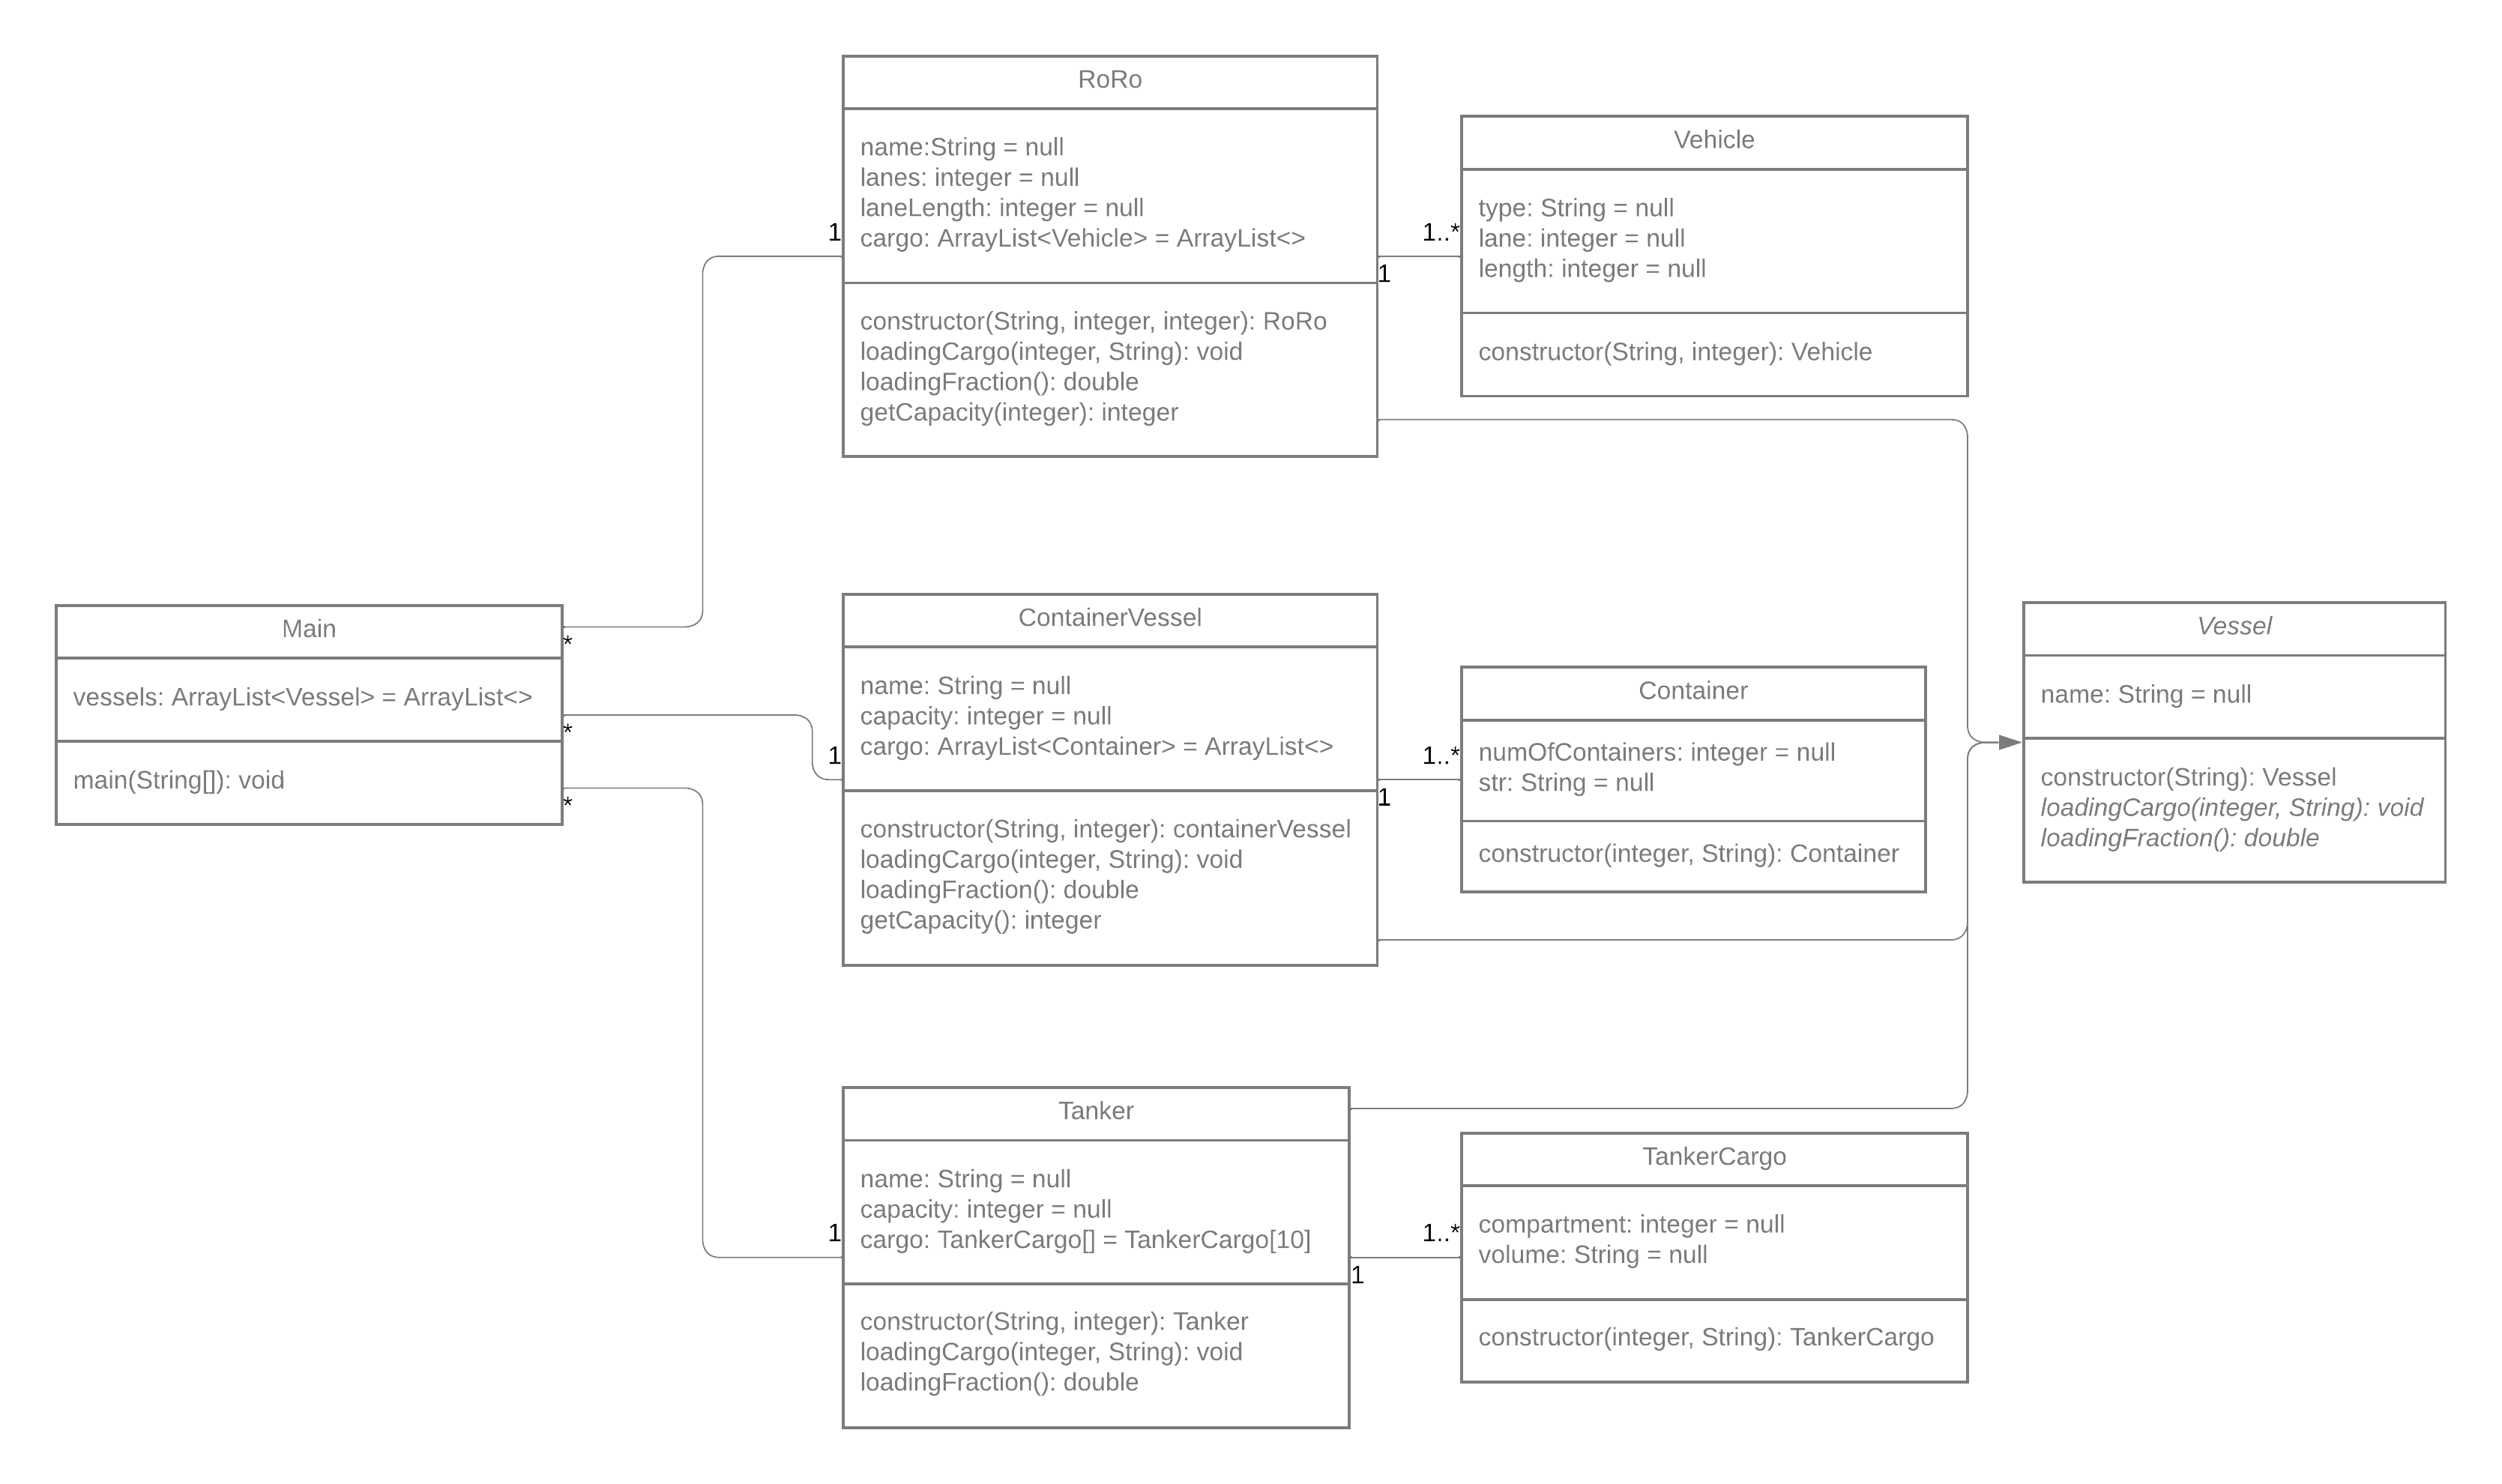 RoRo
name:String = null
lanes: integer = null
laneLength: integer = null
cargo: ArrayList<Vehicle> = ArrayList<>
constructor(String, integer, integer): RoRo
loadingCargo(integer, String): void
loadingFraction(): double
getCapacity(integer): integer
1
1
1..*
Vehicle
type: String = null
lane: integer = null
length: integer = null
constructor(String, integer): Vehicle
Main
vessels: ArrayList<Vessel> = ArrayList<>
main(String[]): void
*
*
*
1
ContainerVessel
name: String = null
capacity: integer = null
cargo: ArrayList<Container> = ArrayList<>
constructor(String, integer): containerVessel
loadingCargo(integer, String): void
loadingFraction(): double
getCapacity(): integer
1
1..*
Container
numOfContainers: integer = null
str: String = null
constructor(integer, String): Container
Vessel
name: String = null
constructor(String): Vessel
loadingCargo(integer, String): void
loadingFraction(): double
1
Tanker
name: String = null
capacity: integer = null
cargo: TankerCargo[] = TankerCargo[10]
constructor(String, integer): Tanker
loadingCargo(integer, String): void
loadingFraction(): double
1
1..*
TankerCargo
compartment: integer = null
volume: String = null
constructor(integer, String): TankerCargo